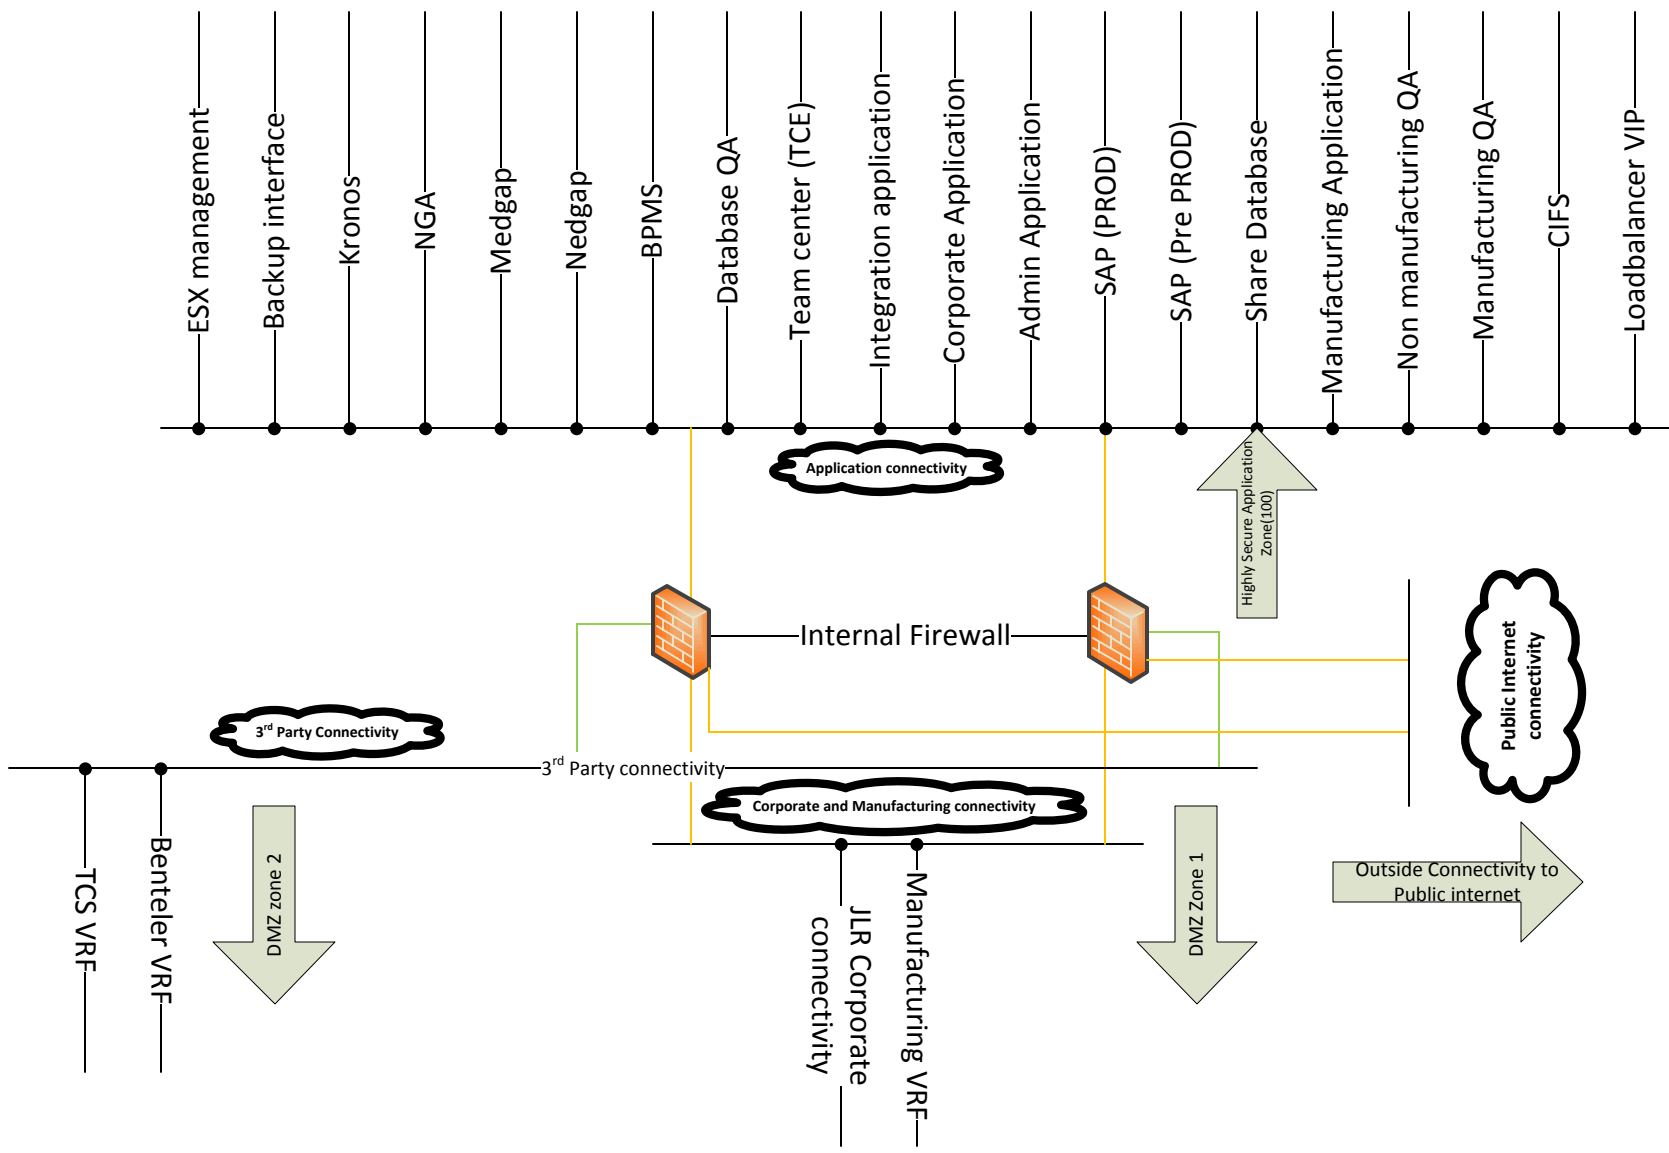 ESX management
Backup interface
Kronos
NGA
Medgap
Nedgap
BPMS
Database QA
Team center (TCE)
Integration application
Corporate Application
Admin Application
SAP (PROD)
SAP (Pre PROD)
Share Database
Manufacturing Application
Non manufacturing QA
Manufacturing QA
CIFS
Loadbalancer VIP
Application connectivity
Highly Secure Application
Zone(100)
Internal Firewall
Public Internet
connectivity
3rd Party Connectivity
3rd Party connectivity
Corporate and Manufacturing connectivity
TCS VRF
Benteler VRF
DMZ zone 2
JLR Corporate
connectivity
Manufacturing VRF
DMZ Zone 1
Outside Connectivity to
Public internet